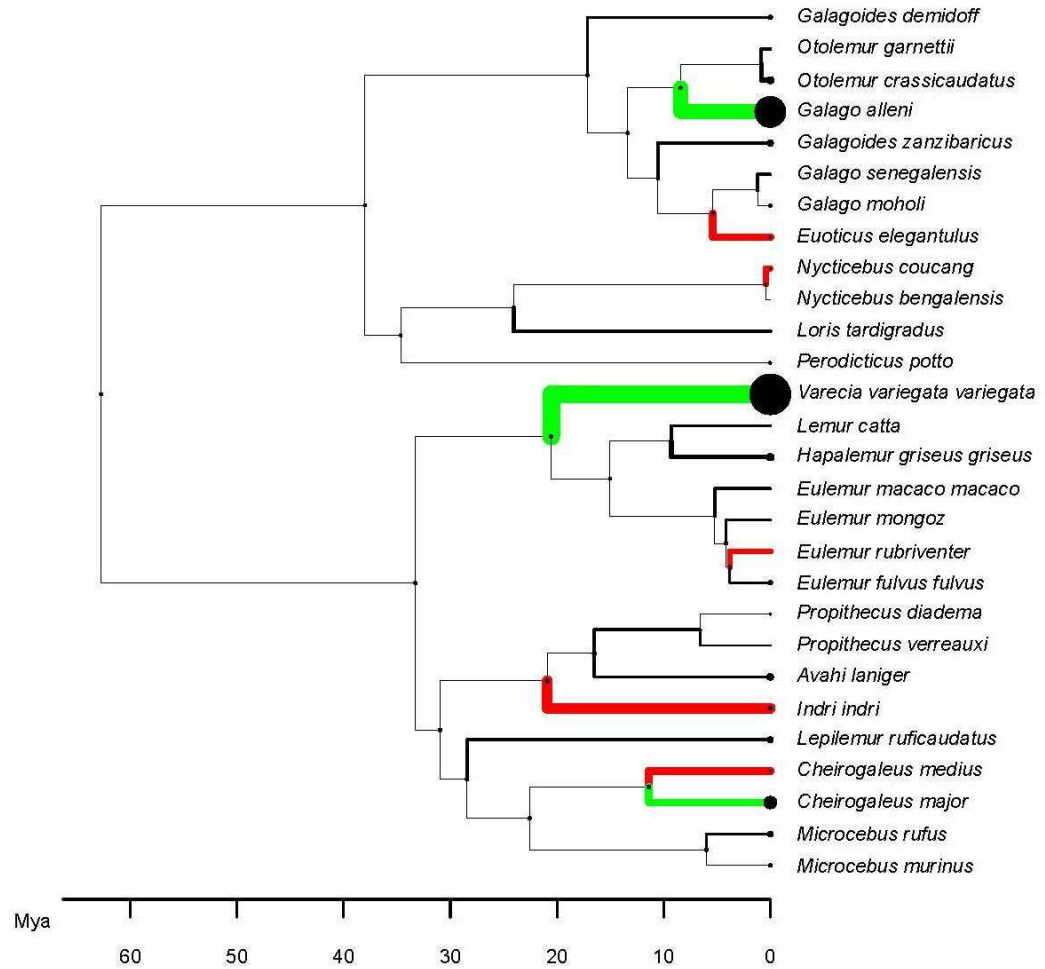 Galagoides demidoff
Otolemur garnettii
Otolemur crassicaudatus
Galago alleni
Galagoides zanzibaricus
Galago senegalensis
Galago moholi
Euoticus elegantulus
Nycticebus coucang
Nycticebus bengalensis
Loris tardigradus
Perodicticus potto
Varecia variegata variegata
Lemur catta
Hapalemur griseus griseus
Eulemur macaco macaco
Eulemur mongoz
Eulemur rubriventer
Eulemur fulvus fulvus
Propithecus diadema
Propithecus verreauxi
Avahi laniger
Indri indri
Lepilemur ruficaudatus
Cheirogaleus medius
Cheirogaleus major
Microcebus rufus
Microcebus murinus
Mya
60 50 40 30 20 10 0